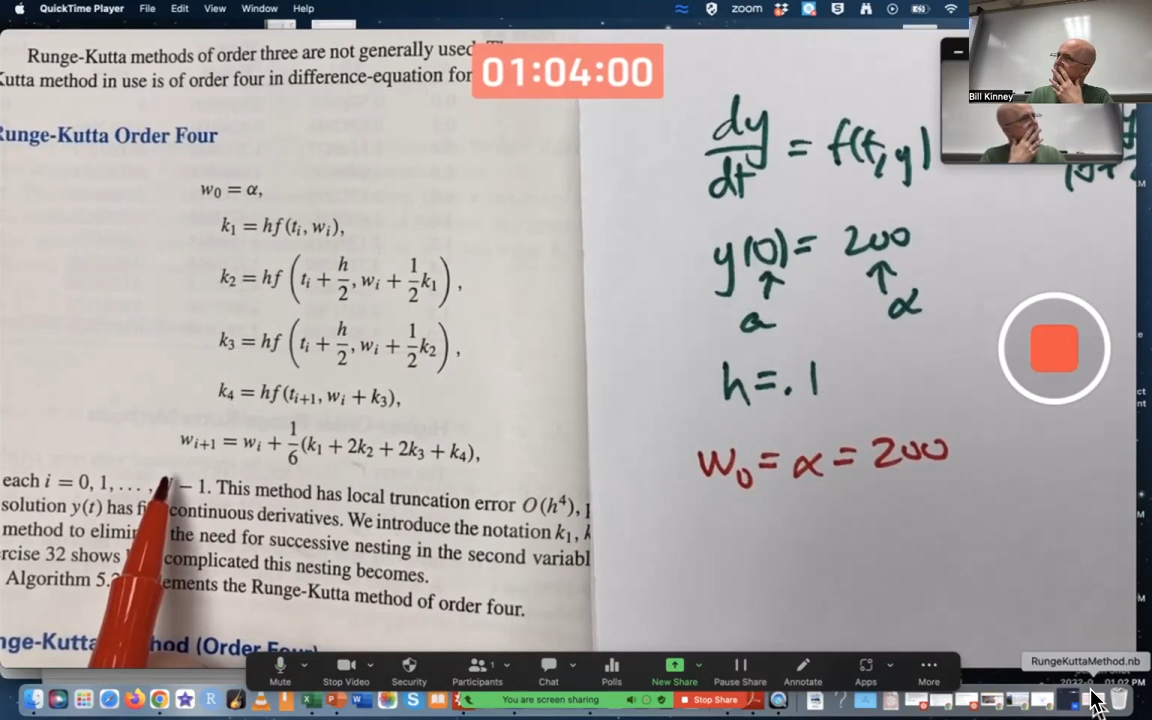 QuickTime Player File Edit View Window Help
zoom
01:04:00
Bill Kinney
Runge-Kutta methods of order three are not generally used.
Kutta method in use is of order four in difference-equation for
Runge-Kutta Order Four
w₀ = α,
k₁ = hf(tᵢ, wᵢ),
k₂ = hf(tᵢ + h/2, wᵢ + 1/2 k₁),
k₃ = hf(tᵢ + h/2, wᵢ + 1/2 k₂),
k₄ = hf(tᵢ₊₁, wᵢ + k₃),
wᵢ₊₁ = wᵢ + 1/6 (k₁ + 2k₂ + 2k₃ + k₄),
each i = 0, 1, . . . , − 1. This method has local truncation error O(h⁴),
solution y(t) has continuous derivatives. We introduce the notation k₁,
method to the need for successive nesting in the second
32 shows complicated this nesting becomes.
Algorithm the Runge-Kutta method of order four.
dy/dt = f(t, y)
y(0) = 200
a α
h = .1
w₀ = α = 200
RungeKuttaMethod.nb
Mute Stop Video Security Participants 1 Chat Polls New Share Pause Share Annotate Apps More
You are screen sharing Stop Share